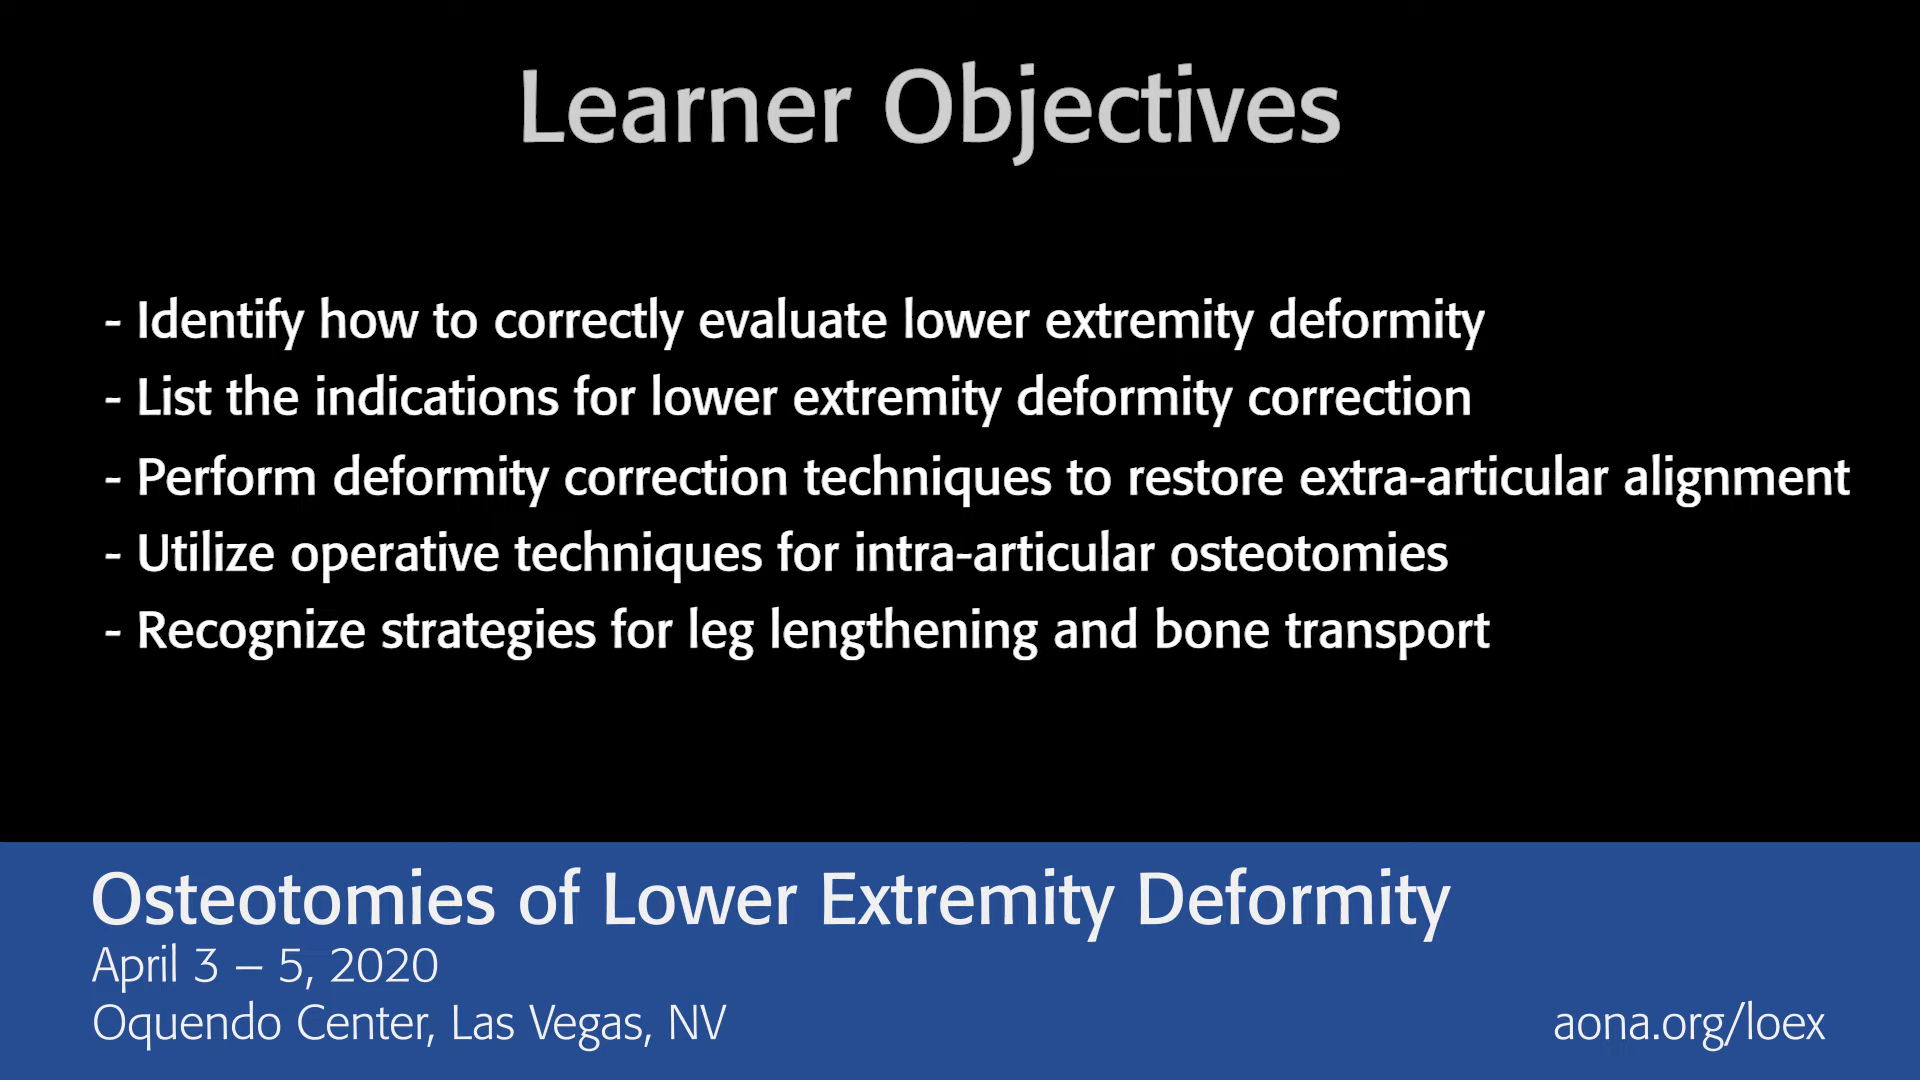 Learner Objectives
- Identify how to correctly evaluate lower extremity deformity
- List the indications for lower extremity deformity correction
- Perform deformity correction techniques to restore extra-articular alignment
- Utilize operative techniques for intra-articular osteotomies
- Recognize strategies for leg lengthening and bone transport
Osteotomies of Lower Extremity Deformity
April 3 – 5, 2020
Oquendo Center, Las Vegas, NV
aona.org/loex